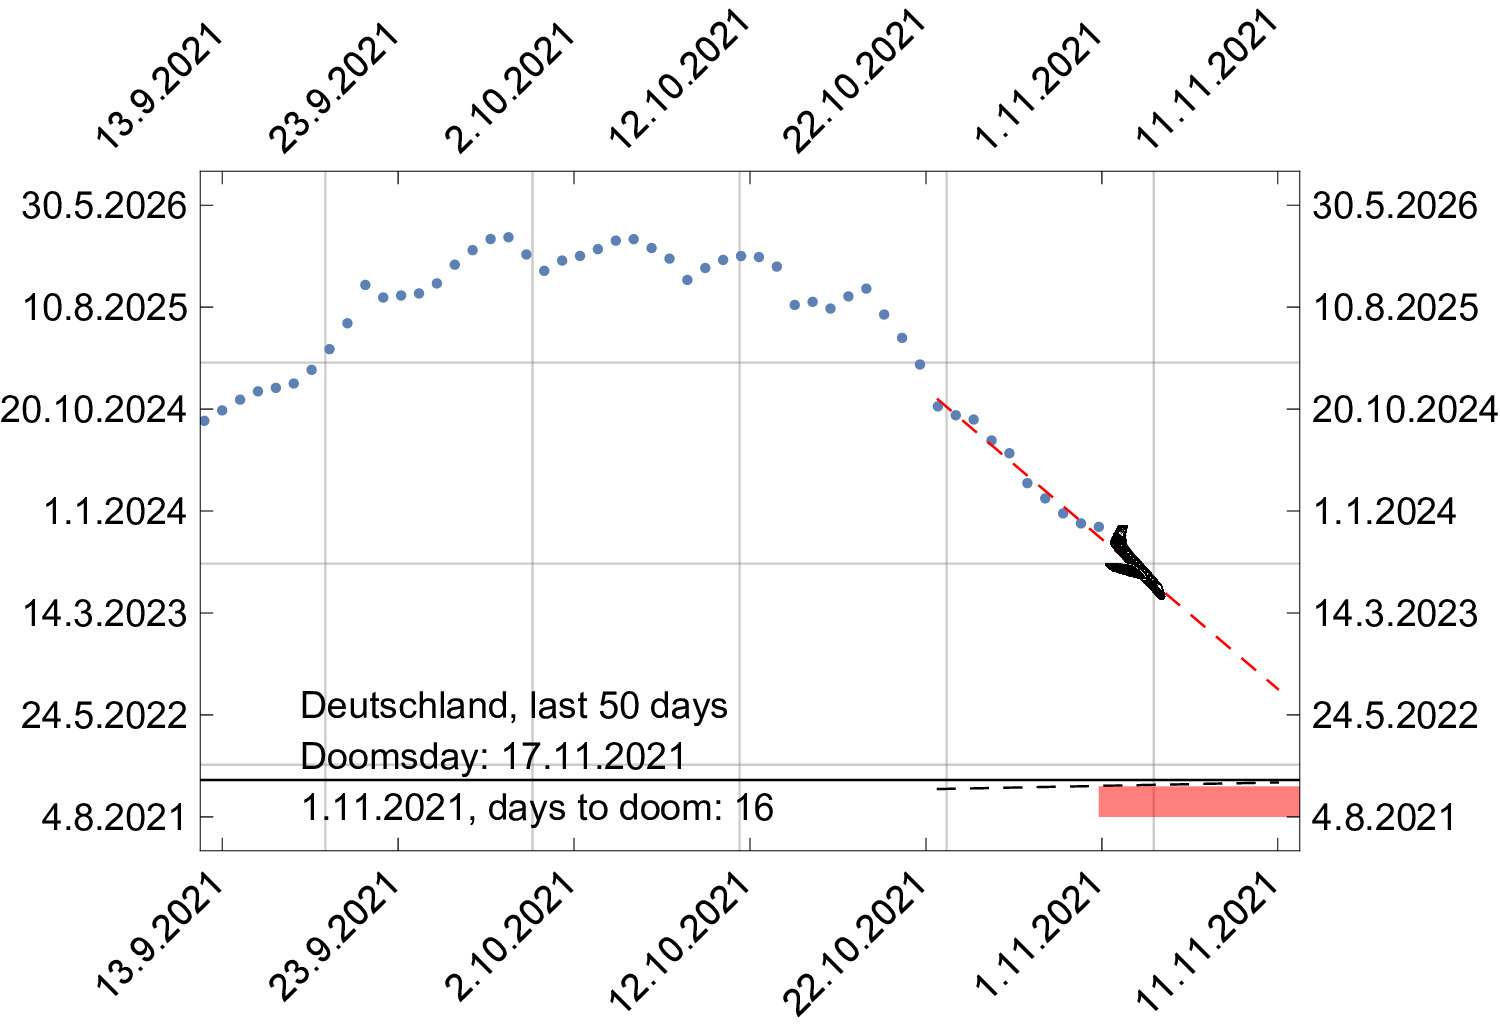 13.9.2021 23.9.2021 2.10.2021 12.10.2021 22.10.2021 1.11.2021 11.11.2021
30.5.2026 30.5.2026
10.8.2025 10.8.2025
20.10.2024 20.10.2024
1.1.2024 1.1.2024
14.3.2023 14.3.2023
24.5.2022 24.5.2022
4.8.2021 4.8.2021
Deutschland, last 50 days
Doomsday: 17.11.2021
1.11.2021, days to doom: 16
13.9.2021 23.9.2021 2.10.2021 12.10.2021 22.10.2021 1.11.2021 11.11.2021